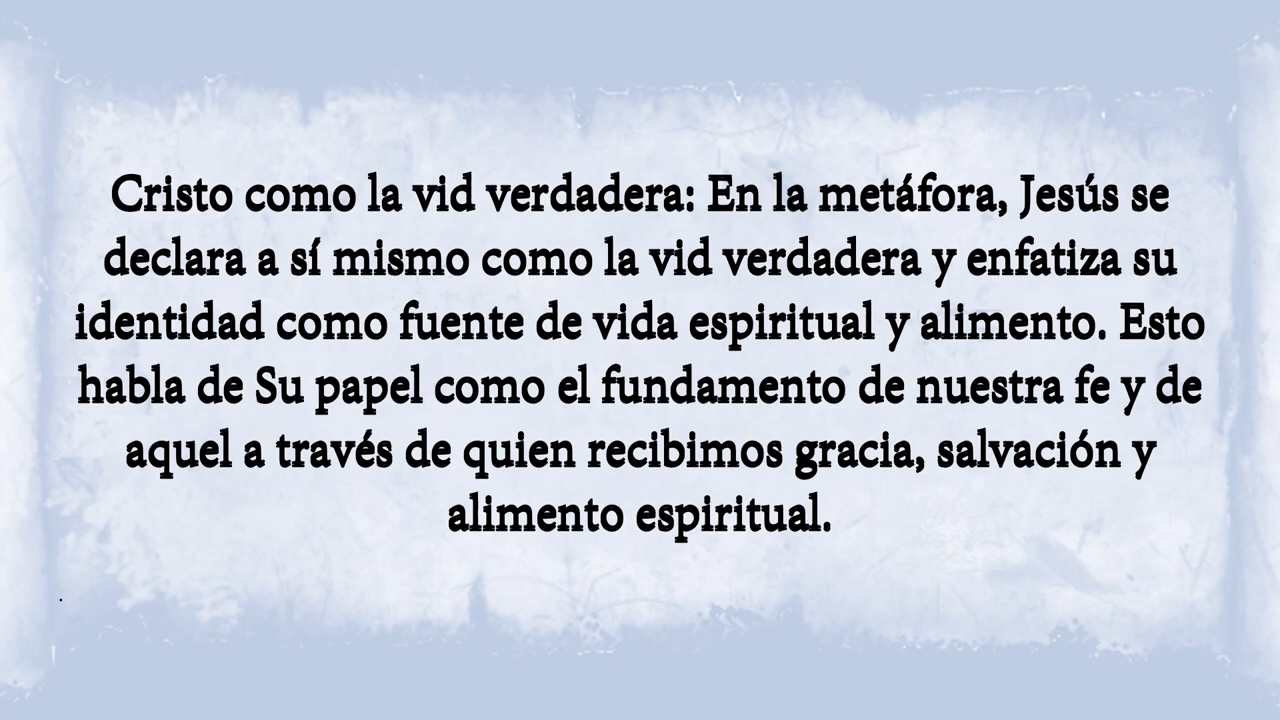 Cristo como la vid verdadera: En la metáfora, Jesús se
declara a sí mismo como la vid verdadera y enfatiza su
identidad como fuente de vida espiritual y alimento. Esto
habla de Su papel como el fundamento de nuestra fe y de
aquel a través de quien recibimos gracia, salvación y
alimento espiritual.
.